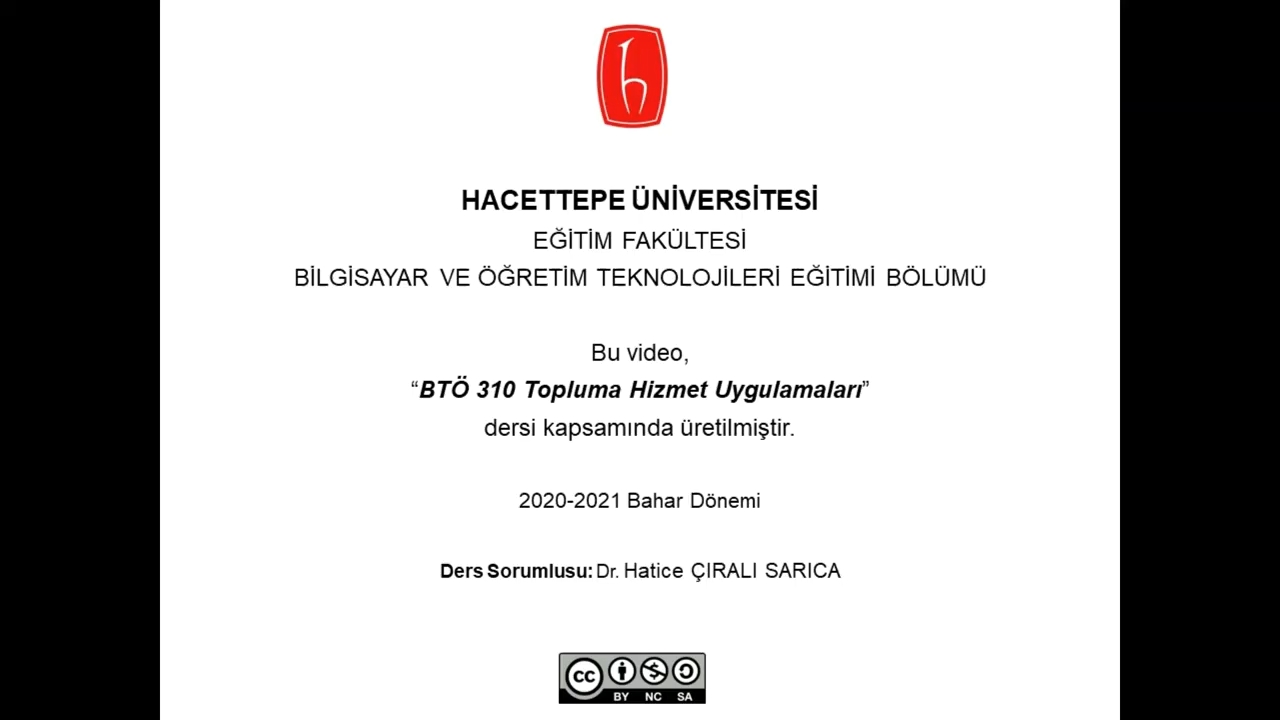 HACETTEPE ÜNİVERSİTESİ
EĞİTİM FAKÜLTESİ
BİLGİSAYAR VE ÖĞRETİM TEKNOLOJİLERİ EĞİTİMİ BÖLÜMÜ
Bu video,
“BTÖ 310 Topluma Hizmet Uygulamaları”
dersi kapsamında üretilmiştir.
2020-2021 Bahar Dönemi
Ders Sorumlusu: Dr. Hatice ÇIRALI SARICA
cc
BY NC SA